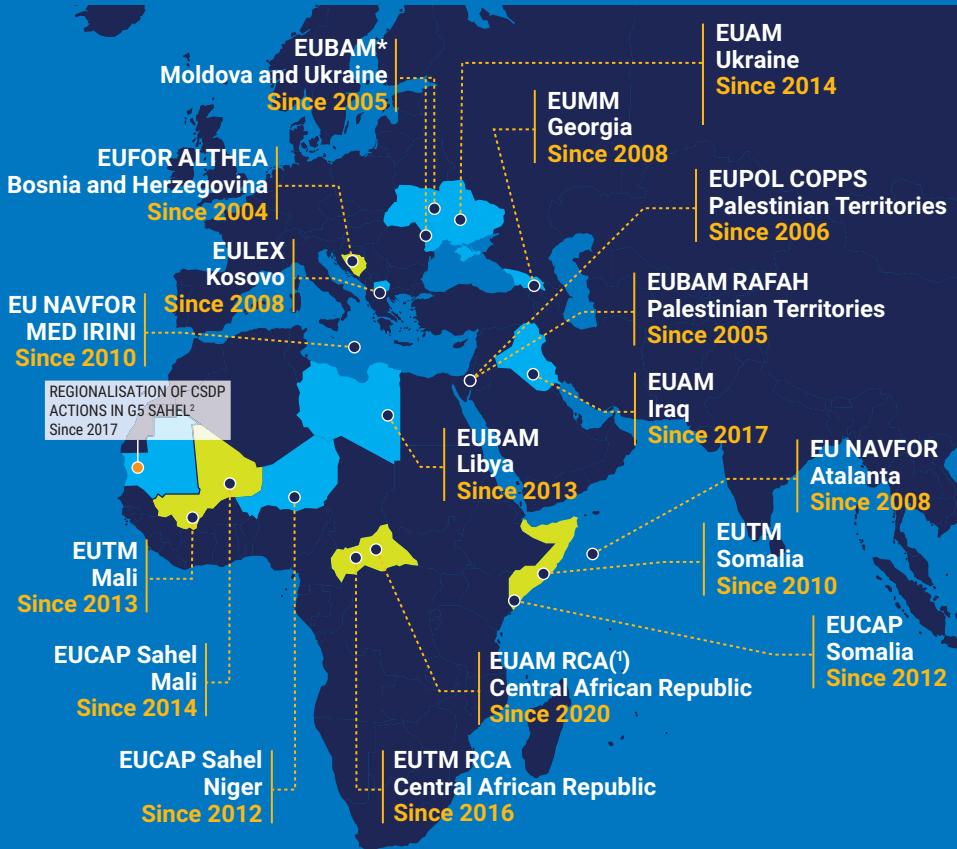 EUBAM*
Moldova and Ukraine
Since 2005
EUAM
Ukraine
Since 2014
EUMM
Georgia
Since 2008
EUFOR ALTHEA
Bosnia and Herzegovina
Since 2004
EUPOL COPPS
Palestinian Territories
Since 2006
EULEX
Kosovo
Since 2008
EUBAM RAFAH
Palestinian Territories
Since 2005
EU NAVFOR
MED IRINI
Since 2010
EUAM
Iraq
Since 2017
REGIONALISATION OF CSDP
ACTIONS IN G5 SAHEL²
Since 2017
EUBAM
Libya
Since 2013
EU NAVFOR
Atalanta
Since 2008
EUTM
Somalia
Since 2010
EUTM
Mali
Since 2013
EUCAP
Somalia
Since 2012
EUCAP Sahel
Mali
Since 2014
EUAM RCA(¹)
Central African Republic
Since 2020
EUCAP Sahel
Niger
Since 2012
EUTM RCA
Central African Republic
Since 2016